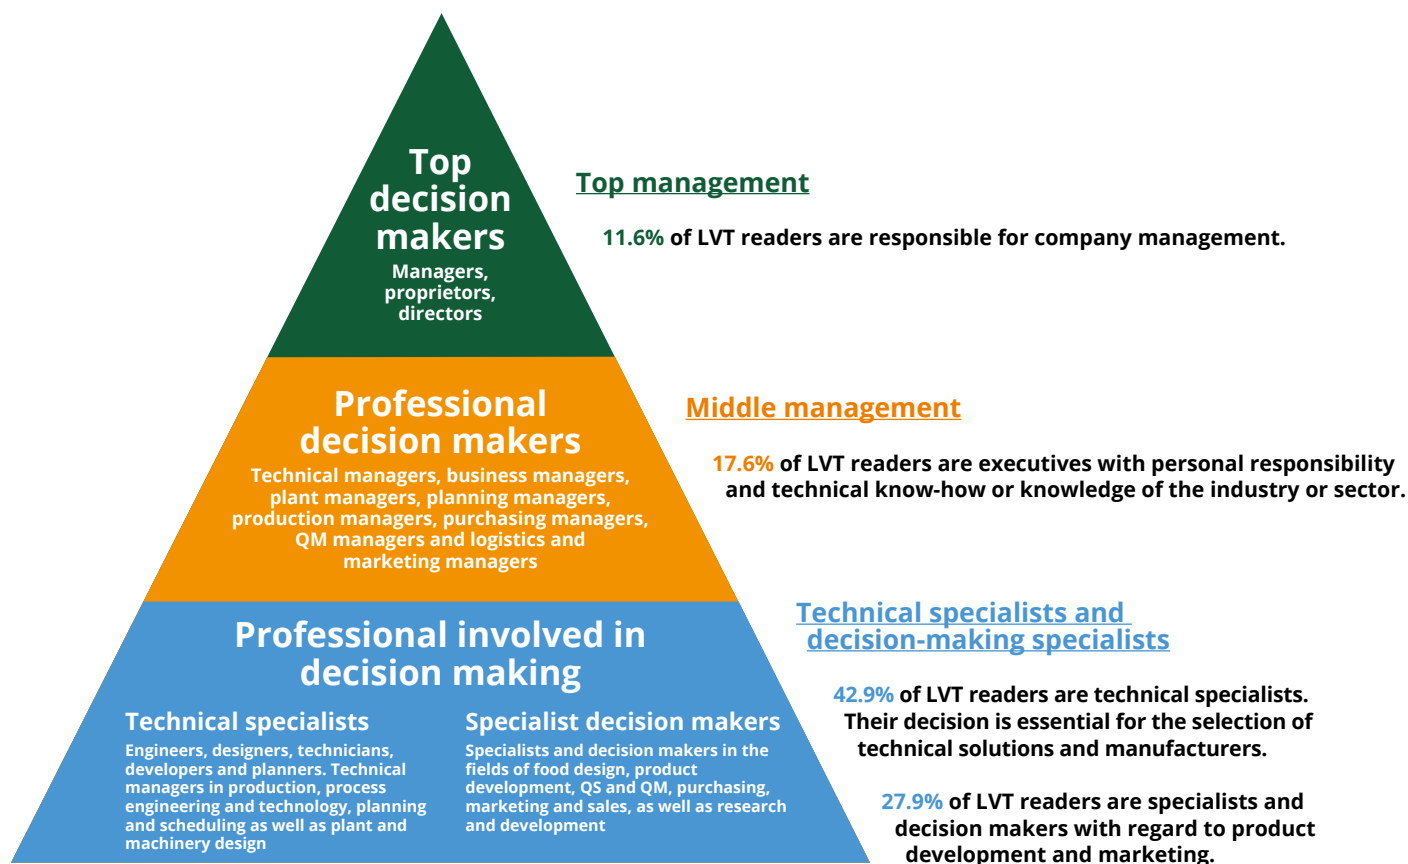 Top
decision
makers
Managers,
proprietors,
directors
Top management
11.6% of LVT readers are responsible for company management.
Professional
decision makers
Technical managers, business managers,
plant managers, planning managers,
production managers, purchasing managers,
QM managers and logistics and
marketing managers
Middle management
17.6% of LVT readers are executives with personal responsibility
and technical know-how or knowledge of the industry or sector.
Professional involved in
decision making
Technical specialists
Engineers, designers, technicians,
developers and planners. Technical
managers in production, process
engineering and technology, planning
and scheduling as well as plant and
machinery design
Specialist decision makers
Specialists and decision makers in the
fields of food design, product
development, QS and QM, purchasing,
marketing and sales, as well as research
and development
Technical specialists and
decision-making specialists
42.9% of LVT readers are technical specialists.
Their decision is essential for the selection of
technical solutions and manufacturers.
27.9% of LVT readers are specialists and
decision makers with regard to product
development and marketing.